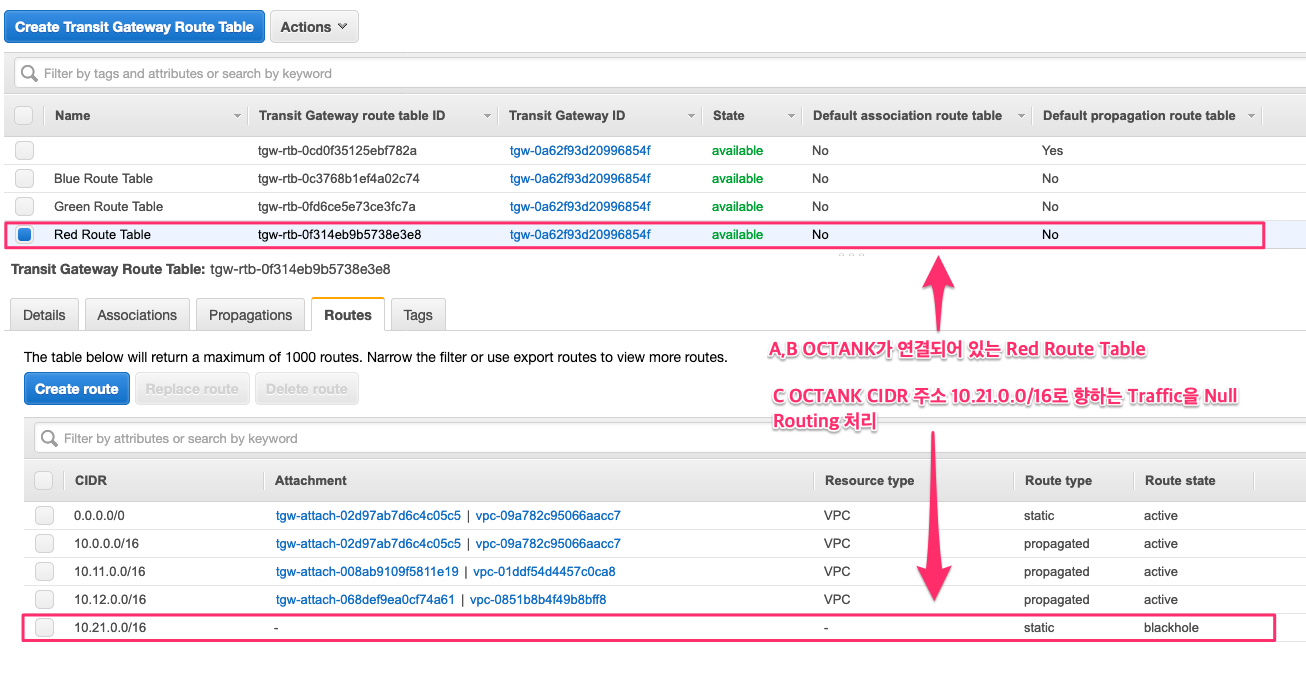 Create Transit Gateway Route Table Actions
Filter by tags and attributes or search by keyword
Name Transit Gateway route table ID Transit Gateway ID State Default association route table Default propagation route table
tgw-rtb-0cd0f35125ebf782a tgw-0a62f93d20996854f available No Yes
Blue Route Table tgw-rtb-0c3768b1ef4a02c74 tgw-0a62f93d20996854f available No No
Green Route Table tgw-rtb-0fd6ce5e73ce3fc7a tgw-0a62f93d20996854f available No No
Red Route Table tgw-rtb-0f314eb9b5738e3e8 tgw-0a62f93d20996854f available No No
Transit Gateway Route Table: tgw-rtb-0f314eb9b5738e3e8
Details Associations Propagations Routes Tags
The table below will return a maximum of 1000 routes. Narrow the filter or use export routes to view more routes.
A,B OCTANK가 연결되어 있는 Red Route Table
Create route Replace route Delete route
C OCTANK CIDR 주소 10.21.0.0/16로 향하는 Traffic을 Null
Routing 처리
Filter by attributes or search by keyword
CIDR Attachment Resource type Route type Route state
0.0.0.0/0 tgw-attach-02d97ab7d6c4c05c5 | vpc-09a782c95066aacc7 VPC static active
10.0.0.0/16 tgw-attach-02d97ab7d6c4c05c5 | vpc-09a782c95066aacc7 VPC propagated active
10.11.0.0/16 tgw-attach-008ab9109f5811e19 | vpc-01ddf54d4457c0ca8 VPC propagated active
10.12.0.0/16 tgw-attach-068def9ea0cf74a61 | vpc-0851b8b4f49b8bff8 VPC propagated active
10.21.0.0/16 - - static blackhole